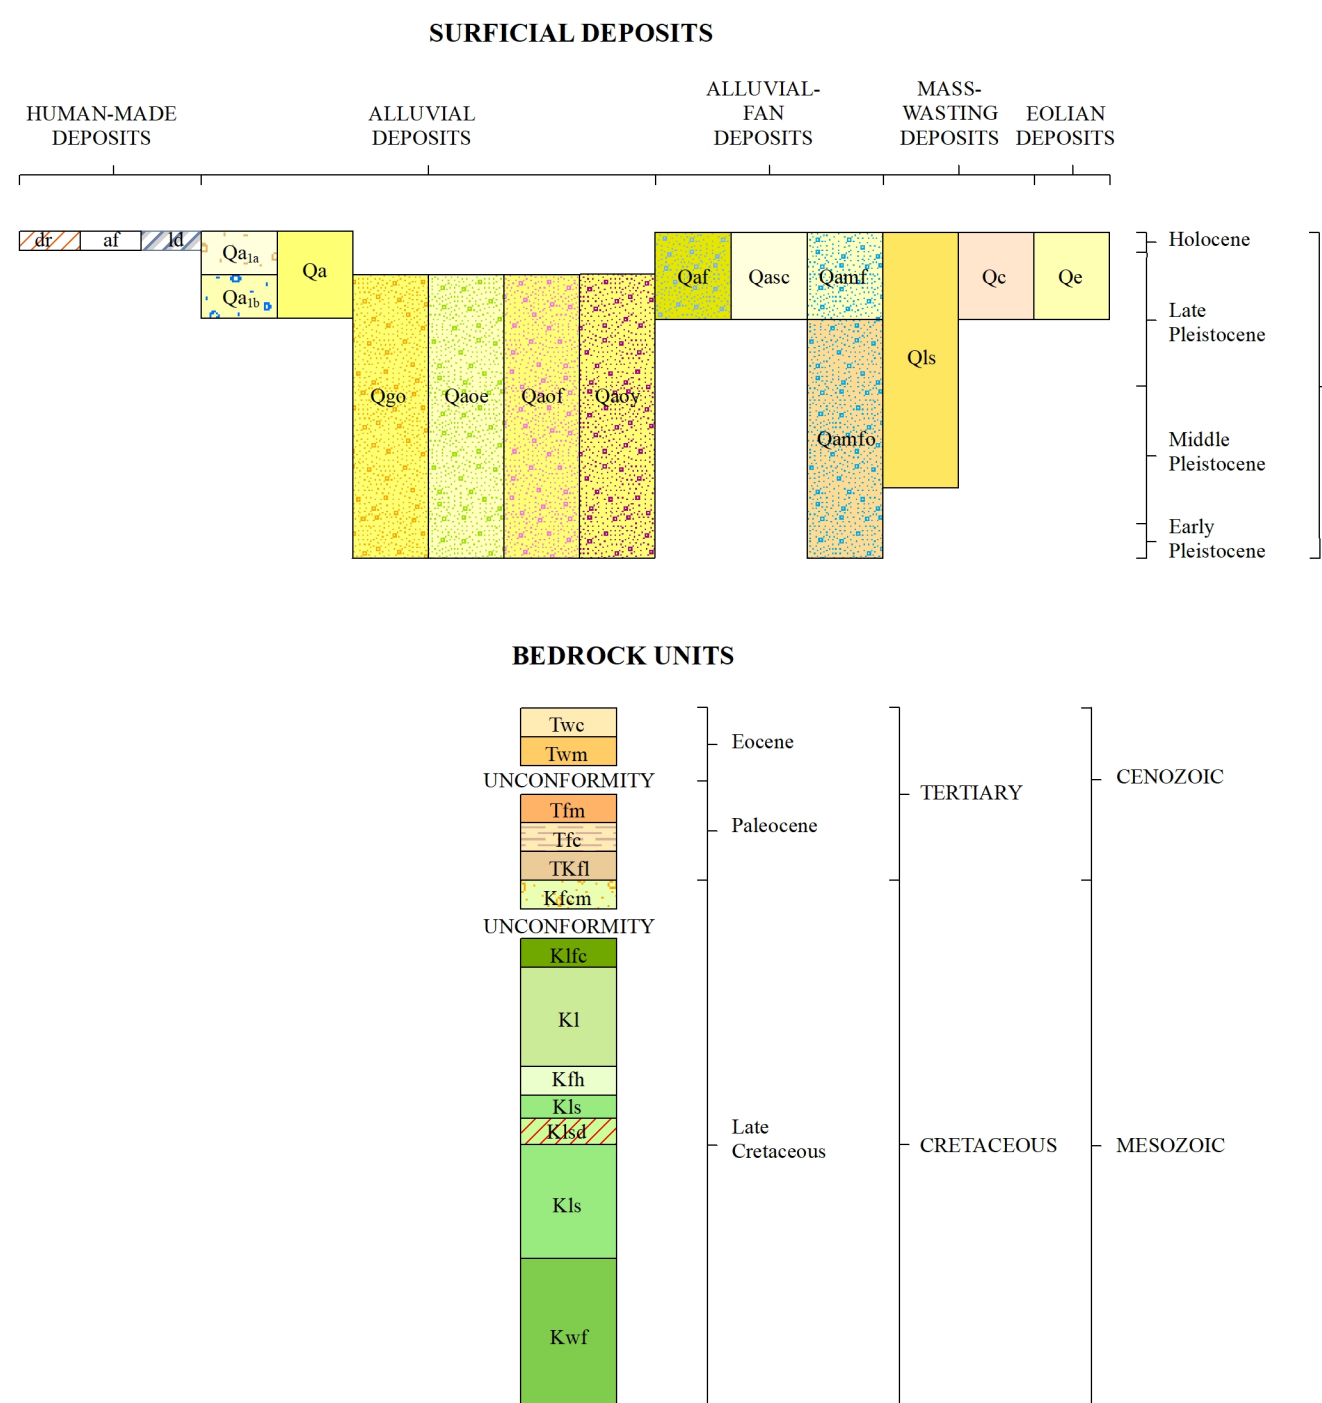 SURFICIAL DEPOSITS
HUMAN-MADE
DEPOSITS
ALLUVIAL
DEPOSITS
ALLUVIAL-
FAN
DEPOSITS
MASS-
WASTING
DEPOSITS
EOLIAN
DEPOSITS
dr
af
ld
Qa1a
Qa1b
Qa
Qgo
Qaoe
Qaof
Qaoy
Qaf
Qasc
Qamf
Qamfo
Qls
Qc
Qe
Holocene
Late
Pleistocene
Middle
Pleistocene
Early
Pleistocene
BEDROCK UNITS
Twc
Twm
UNCONFORMITY
Tfm
Tfc
TKfl
Kfcm
UNCONFORMITY
Klfc
Kl
Kfh
Kls
Klsd
Kls
Kwf
Eocene
Paleocene
Late
Cretaceous
TERTIARY
CRETACEOUS
CENOZOIC
MESOZOIC